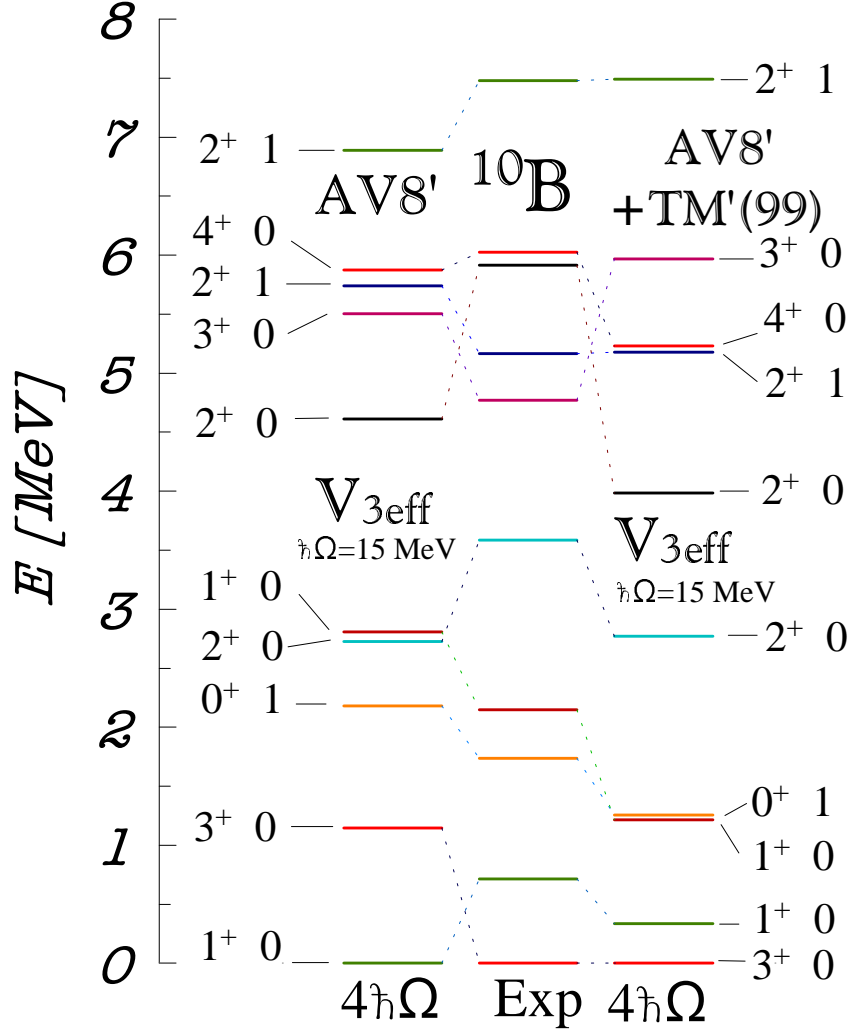 8
7
6
5
4
3
2
1
0
E [MeV]
2⁺ 1
4⁺ 0
2⁺ 1
3⁺ 0
2⁺ 0
1⁺ 0
2⁺ 0
0⁺ 1
3⁺ 0
1⁺ 0
AV8'
V3eff
ℏΩ=15 MeV
4ℏΩ
¹⁰B
Exp
AV8'
+TM'(99)
V3eff
ℏΩ=15 MeV
4ℏΩ
2⁺ 1
3⁺ 0
4⁺ 0
2⁺ 1
2⁺ 0
2⁺ 0
0⁺ 1
1⁺ 0
1⁺ 0
3⁺ 0